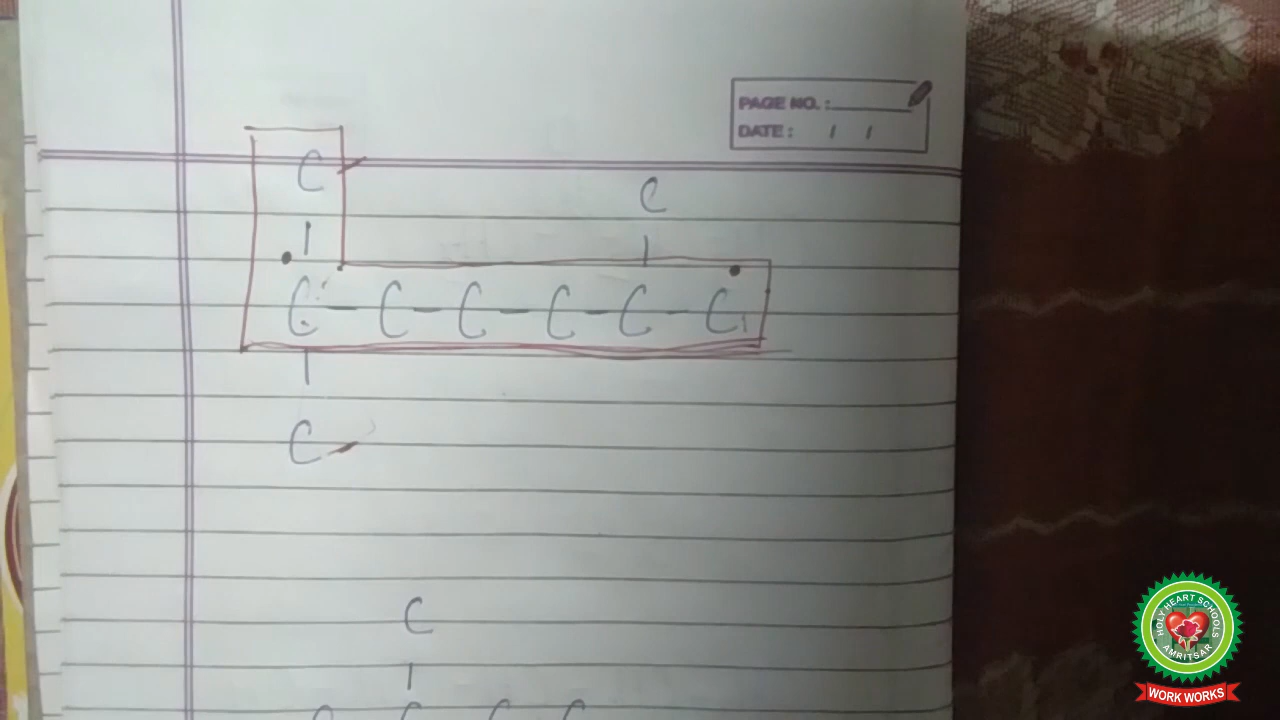 PAGE NO. :
DATE : / /
C
C
C - C - C - C - C - C
C
C
C C C C
HOLY HEART SCHOOLS
AMRITSAR
WORK WORKS